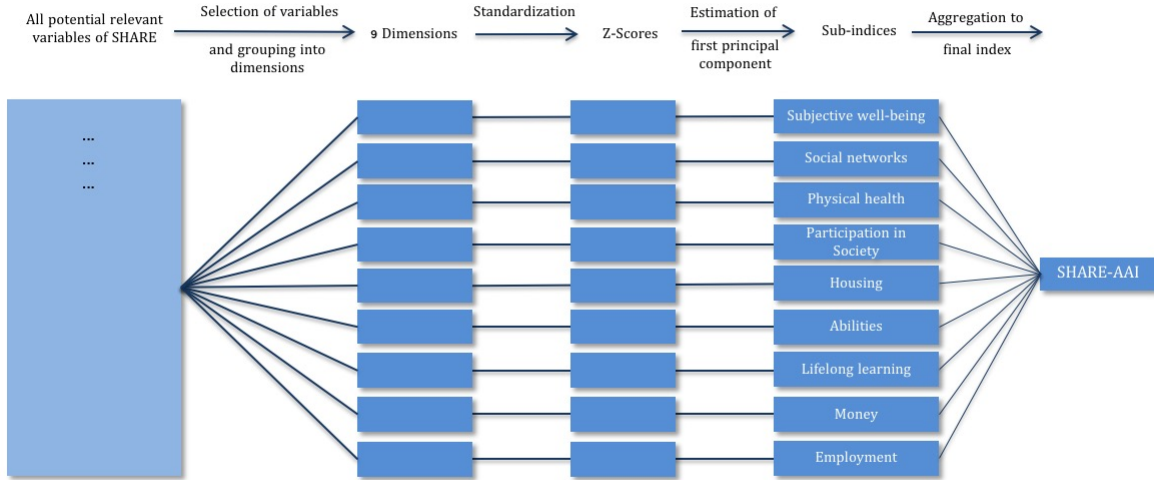 All potential relevant
variables of SHARE
Selection of variables
and grouping into
dimensions
9 Dimensions
Standardization
Z-Scores
Estimation of
first principal
component
Sub-indices
Aggregation to
final index
...
...
...
Subjective well-being
Social networks
Physical health
Participation in
Society
Housing
Abilities
Lifelong learning
Money
Employment
SHARE-AAI